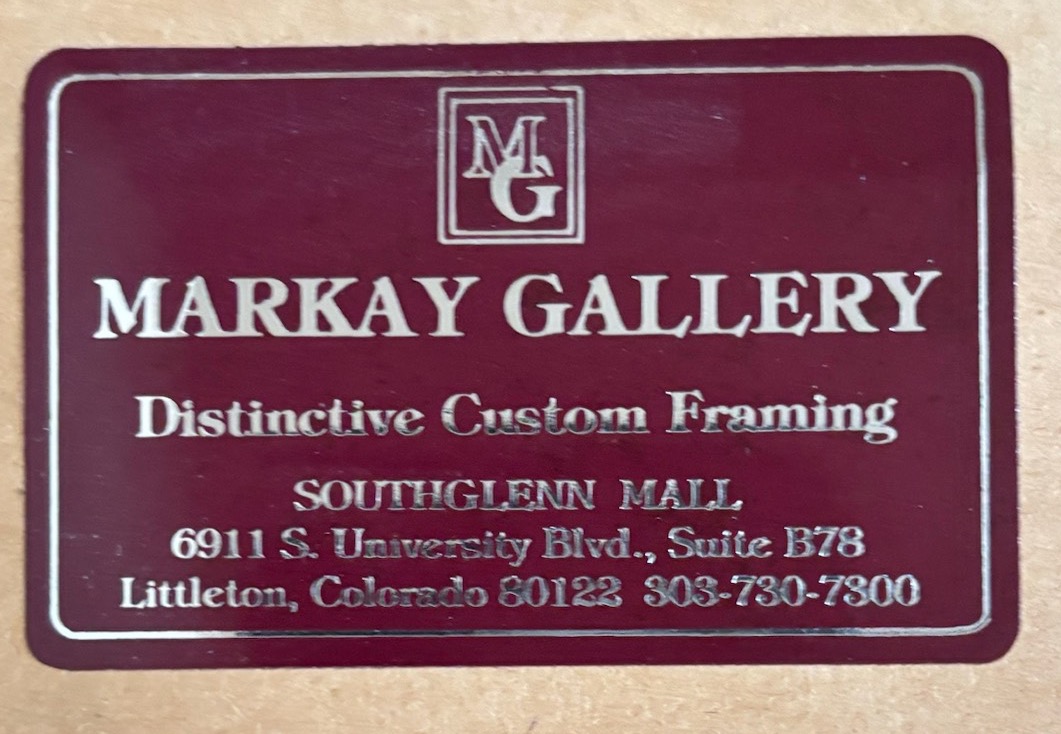 MG
MARKAY GALLERY
Distinctive Custom Framing
SOUTHGLENN MALL
6911 S. University Blvd., Suite B78
Littleton, Colorado 80122 303-730-7300